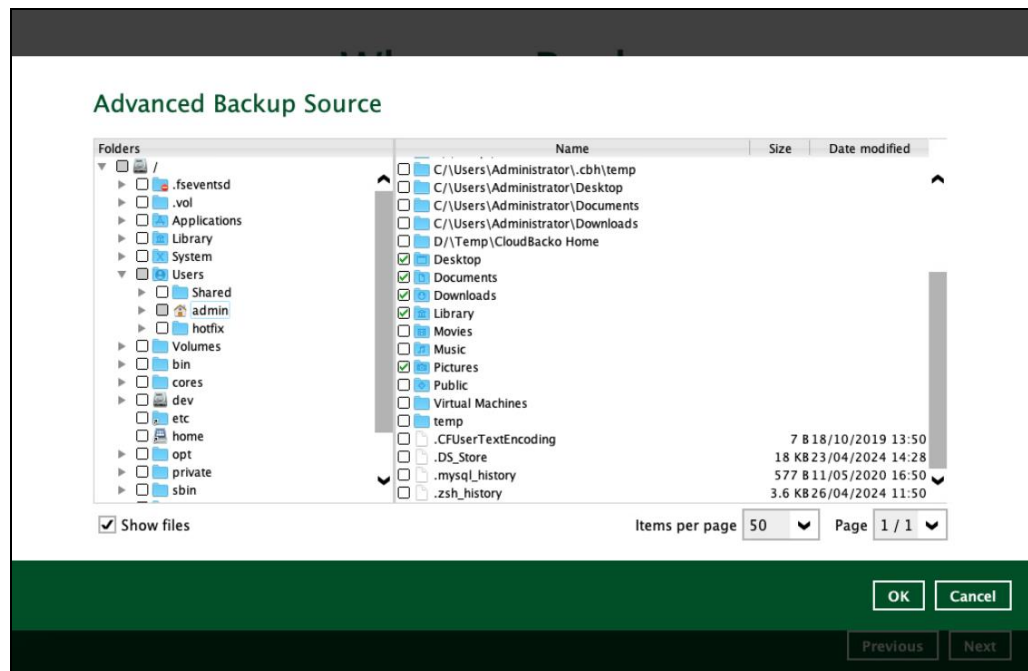 Advanced Backup Source
Folders
/
.fseventsd
.vol
Applications
Library
System
Users
Shared
admin
hotfix
Volumes
bin
cores
dev
etc
home
opt
private
sbin
Name Size Date modified
C/\Users\Administrator\.cbh\temp
C/\Users\Administrator\Desktop
C/\Users\Administrator\Documents
C/\Users\Administrator\Downloads
D/\Temp\CloudBacko Home
Desktop
Documents
Downloads
Library
Movies
Music
Pictures
Public
Virtual Machines
temp
.CFUserTextEncoding 7 B 18/10/2019 13:50
.DS_Store 18 KB 23/04/2024 14:28
.mysql_history 577 B 11/05/2020 16:50
.zsh_history 3.6 KB 26/04/2024 11:50
Show files
Items per page 50 Page 1 / 1
OK Cancel
Previous Next